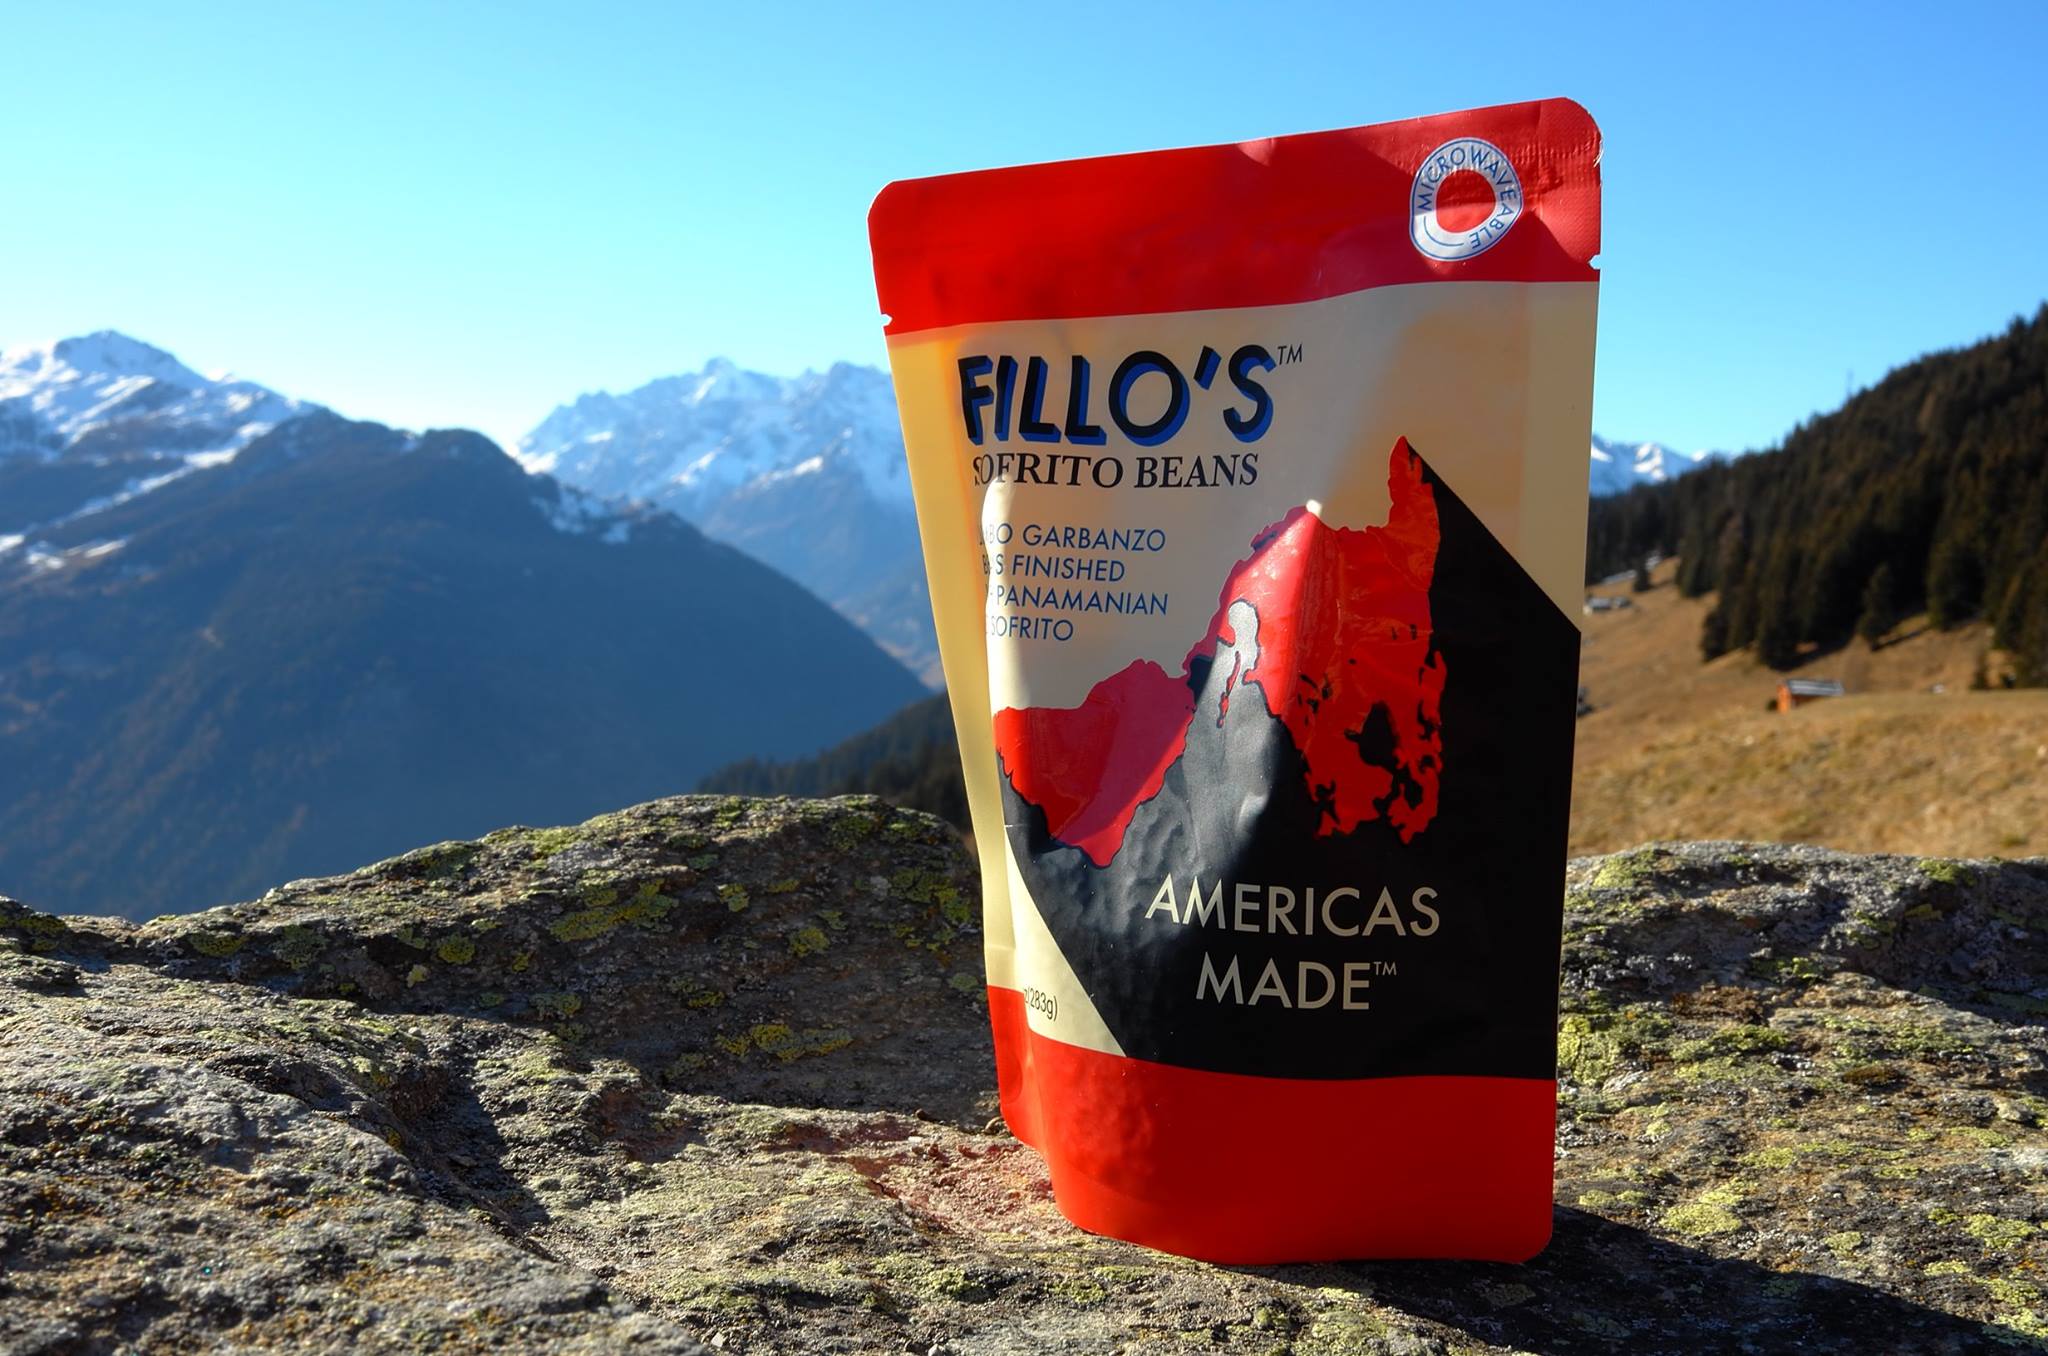 MICROWAVEABLE
FILLO'S™
SOFRITO BEANS
GARBANZO
FINISHED
PANAMANIAN
SOFRITO
AMERICAS
MADE™
(283g)